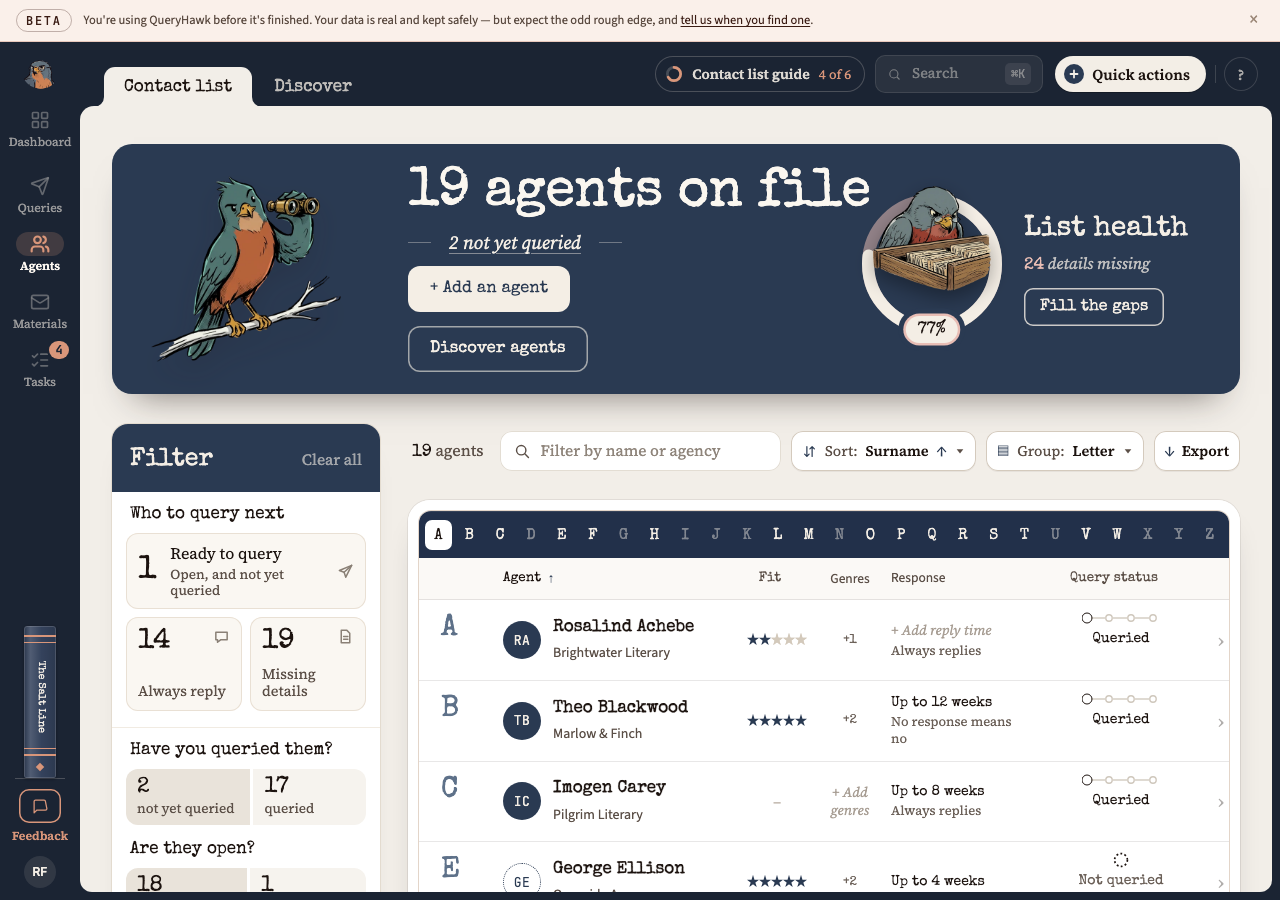 BETA
You're using QueryHawk before it's finished. Your data is real and kept safely — but expect the odd rough edge, and tell us when you find one.
×
Contact list
Discover
Contact list guide 4 of 6
Search ⌘K
+ Quick actions
?
Dashboard
Queries
Agents
Materials
4
Tasks
The Salt Line
Feedback
RF
19 agents on file
2 not yet queried
+ Add an agent
Discover agents
77%
List health
24 details missing
Fill the gaps
Filter
Clear all
Who to query next
1
Ready to query
Open, and not yet
queried
14
Always reply
19
Missing
details
Have you queried them?
2
not yet queried
17
queried
Are they open?
18
1
19 agents
Filter by name or agency
Sort: Surname ↑
Group: Letter
↓ Export
A B C D E F G H I J K L M N O P Q R S T U V W X Y Z
Agent ↑ Fit Genres Response Query status
A
RA
Rosalind Achebe
Brightwater Literary
★★★★★
+1
+ Add reply time
Always replies
Queried
›
B
TB
Theo Blackwood
Marlow & Finch
★★★★★
+2
Up to 12 weeks
No response means
no
Queried
›
C
IC
Imogen Carey
Pilgrim Literary
–
+ Add
genres
Up to 8 weeks
Always replies
Queried
›
E
GE
George Ellison
★★★★★
+2
Up to 4 weeks
Not queried
›